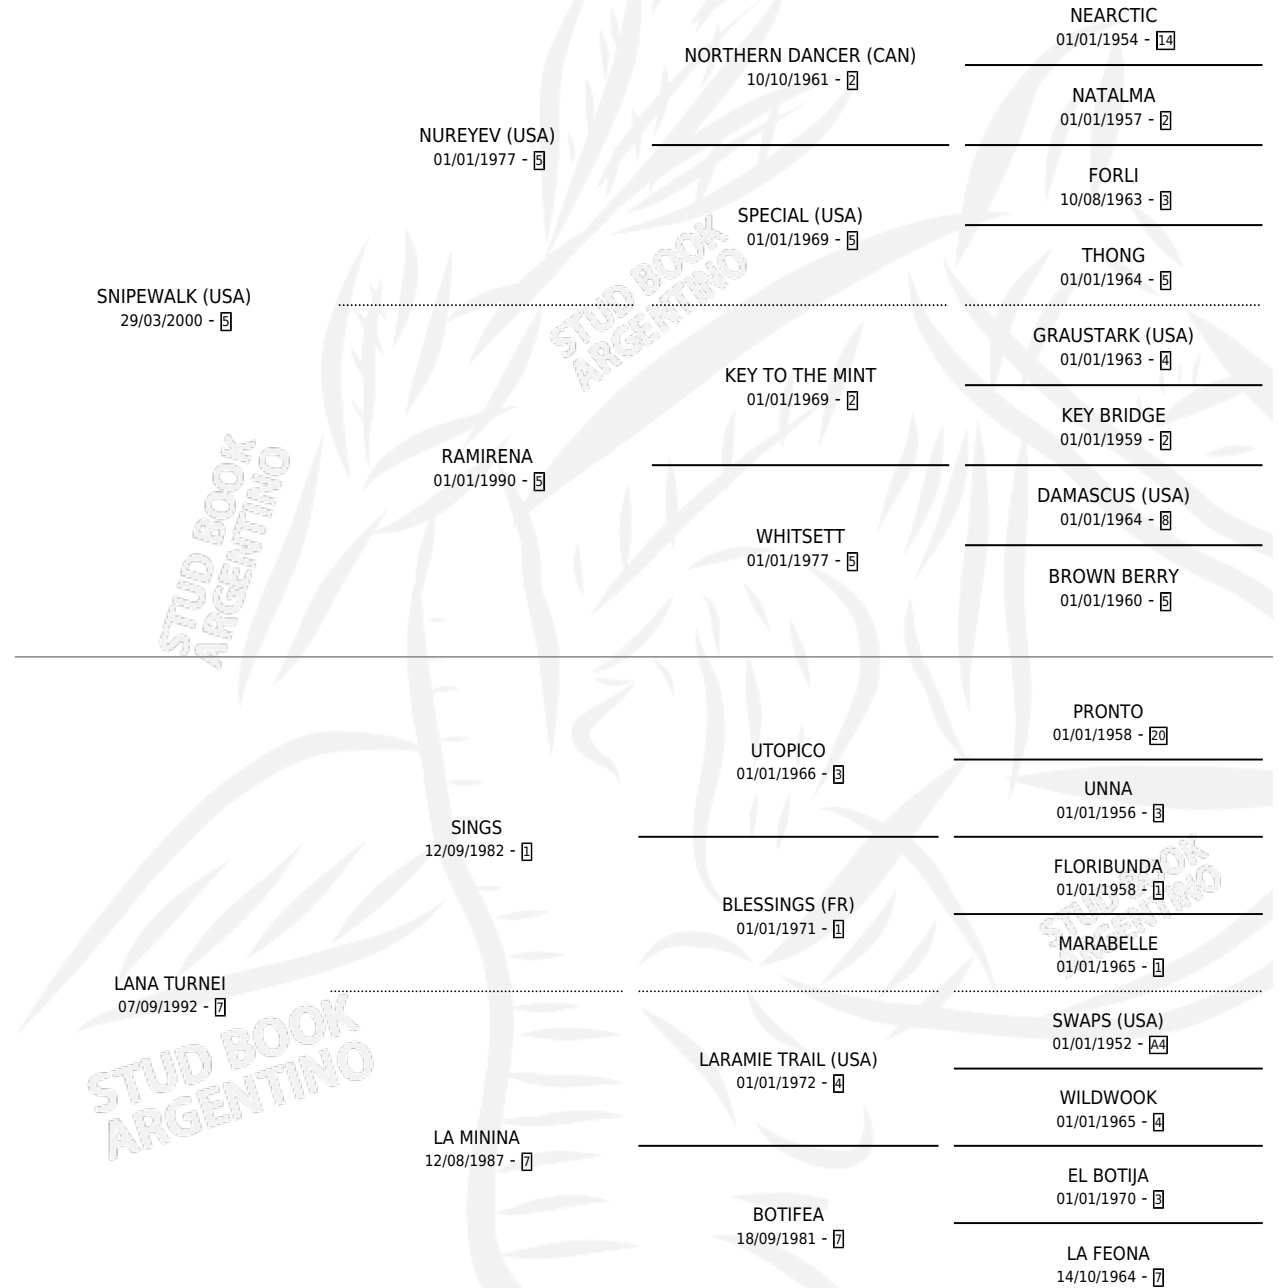 NEARCTIC
01/01/1954 - 14
NORTHERN DANCER (CAN)
10/10/1961 - 2
NATALMA
01/01/1957 - 2
NUREYEV (USA)
01/01/1977 - 5
FORLI
10/08/1963 - 3
SPECIAL (USA)
01/01/1969 - 5
THONG
01/01/1964 - 5
SNIPEWALK (USA)
29/03/2000 - 5
GRAUSTARK (USA)
01/01/1963 - 4
KEY TO THE MINT
01/01/1969 - 2
KEY BRIDGE
01/01/1959 - 2
RAMIRENA
01/01/1990 - 5
DAMASCUS (USA)
01/01/1964 - 8
WHITSETT
01/01/1977 - 5
BROWN BERRY
01/01/1960 - 5
PRONTO
01/01/1958 - 20
UTOPICO
01/01/1966 - 3
UNNA
01/01/1956 - 3
SINGS
12/09/1982 - 1
FLORIBUNDA
01/01/1958 - 1
BLESSINGS (FR)
01/01/1971 - 1
MARABELLE
01/01/1965 - 1
LANA TURNEI
07/09/1992 - 7
SWAPS (USA)
01/01/1952 - A4
LARAMIE TRAIL (USA)
01/01/1972 - 4
WILDWOOK
01/01/1965 - 4
LA MININA
12/08/1987 - 7
EL BOTIJA
01/01/1970 - 3
BOTIFEA
18/09/1981 - 7
LA FEONA
14/10/1964 - 7
STUD BOOK
ARGENTINO
STUD BOOK
ARGENTINO
STUD BOOK
ARGENTINO
STUD BOOK
ARGENTINO